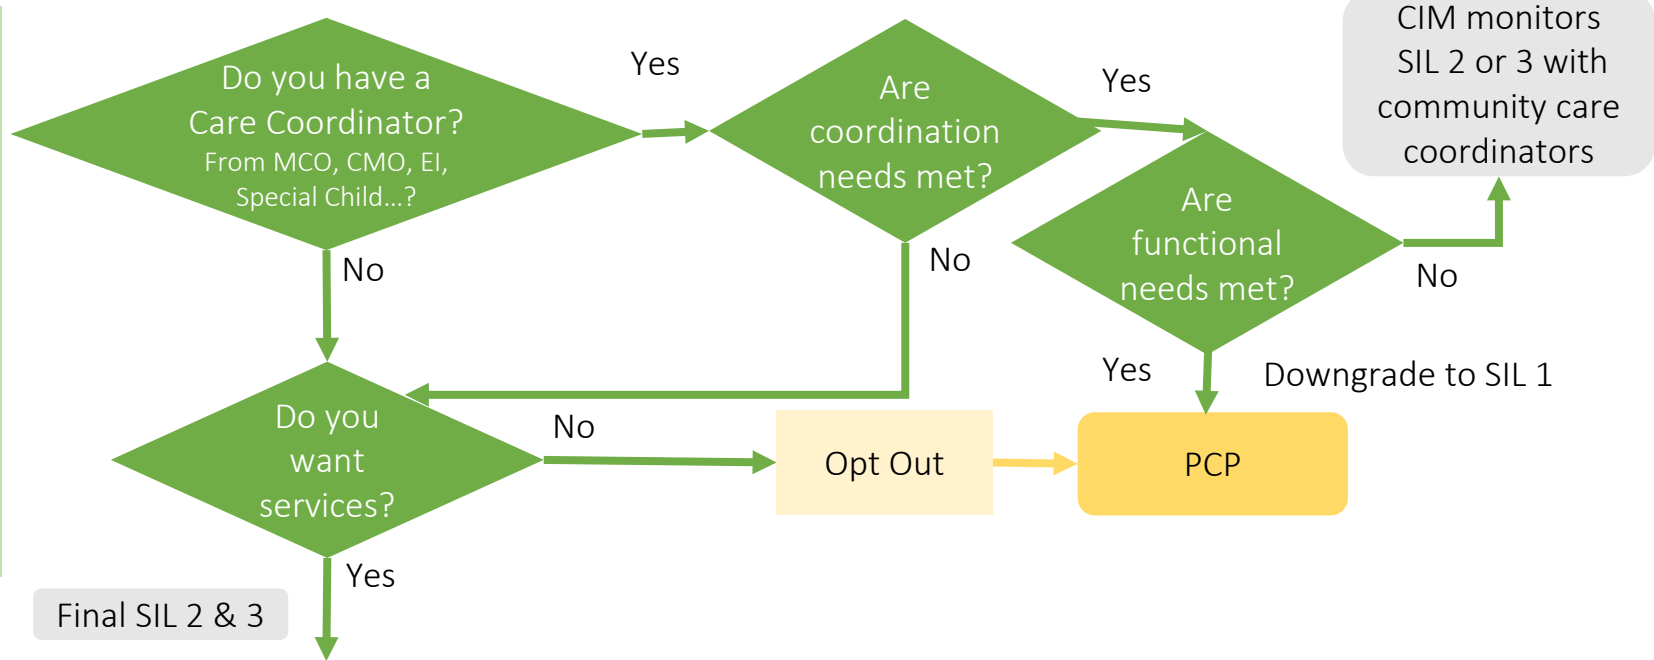 Do you have a
Care Coordinator?
From MCO, CMO, EI,
Special Child...?
Yes
Are
coordination
needs met?
Yes
CIM monitors
SIL 2 or 3 with
community care
coordinators
No
No
Are
functional
needs met?
No
Yes
Downgrade to SIL 1
Do you
want
services?
No
Opt Out
PCP
Yes
Final SIL 2 & 3